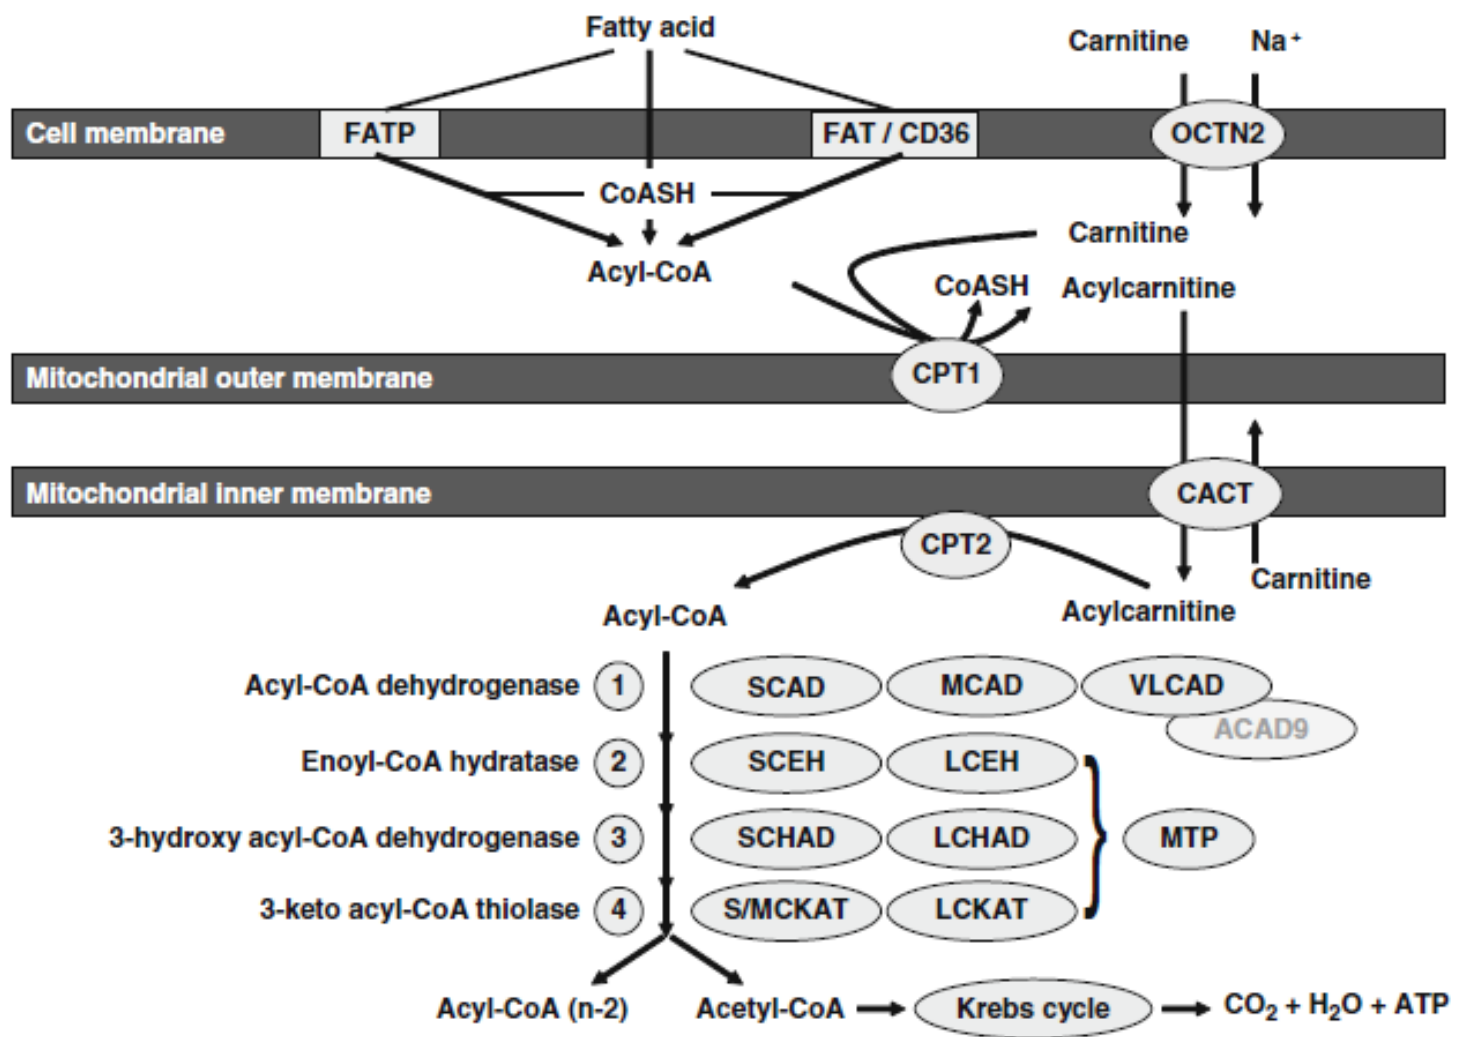 Fatty acid
Carnitine Na+
Cell membrane FATP FAT / CD36 OCTN2
CoASH
Carnitine
Acyl-CoA
CoASH Acylcarnitine
Mitochondrial outer membrane CPT1
Mitochondrial inner membrane CACT
CPT2
Carnitine
Acyl-CoA Acylcarnitine
Acyl-CoA dehydrogenase 1 SCAD MCAD VLCAD
ACAD9
Enoyl-CoA hydratase 2 SCEH LCEH
3-hydroxy acyl-CoA dehydrogenase 3 SCHAD LCHAD } MTP
3-keto acyl-CoA thiolase 4 S/MCKAT LCKAT
Acyl-CoA (n-2) Acetyl-CoA Krebs cycle CO₂ + H₂O + ATP